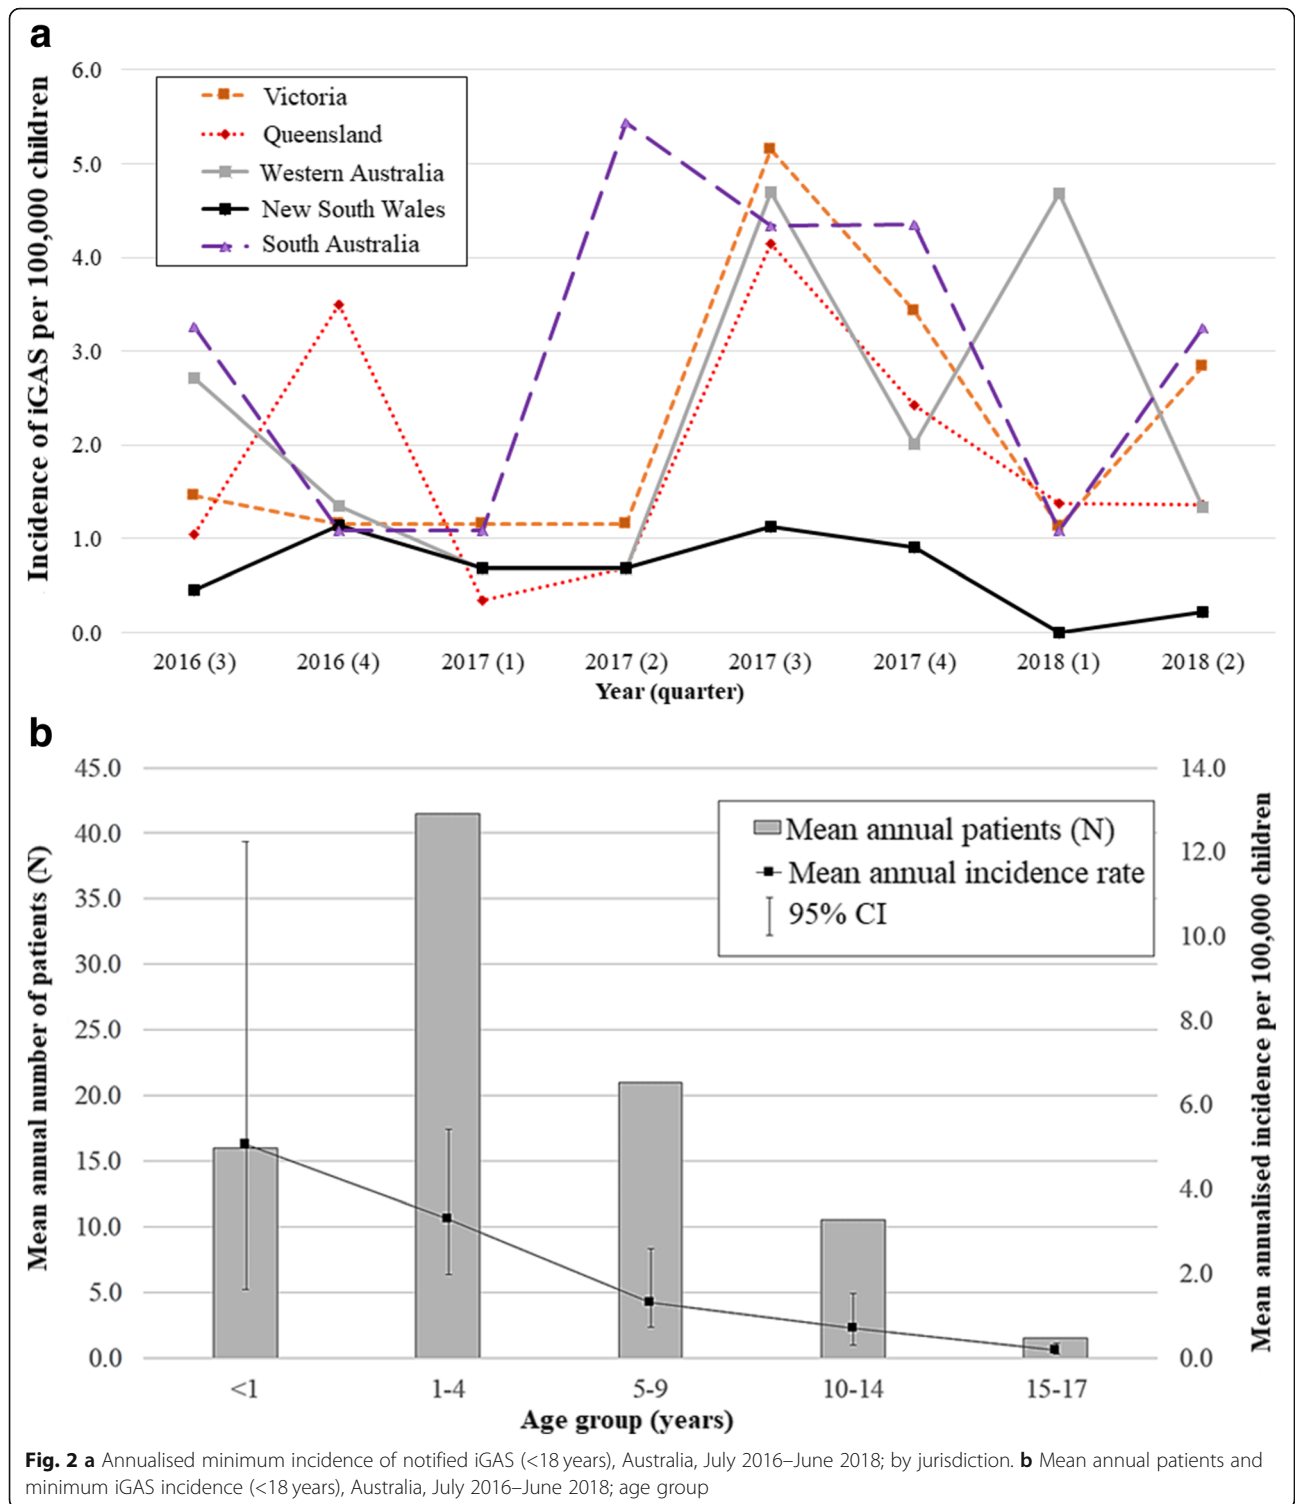 a
Incidence of iGAS per 100,000 children
6.0
5.0
4.0
3.0
2.0
1.0
0.0
Victoria
Queensland
Western Australia
New South Wales
South Australia
2016 (3) 2016 (4) 2017 (1) 2017 (2) 2017 (3) 2017 (4) 2018 (1) 2018 (2)
Year (quarter)
b
Mean annual number of patients (N)
45.0
40.0
35.0
30.0
25.0
20.0
15.0
10.0
5.0
0.0
Mean annual patients (N)
Mean annual incidence rate
95% CI
14.0
12.0
10.0
8.0
6.0
4.0
2.0
0.0
Mean annualised incidence per 100,000 children
<1 1-4 5-9 10-14 15-17
Age group (years)
Fig. 2 a Annualised minimum incidence of notified iGAS (<18 years), Australia, July 2016–June 2018; by jurisdiction. b Mean annual patients and
minimum iGAS incidence (<18 years), Australia, July 2016–June 2018; age group